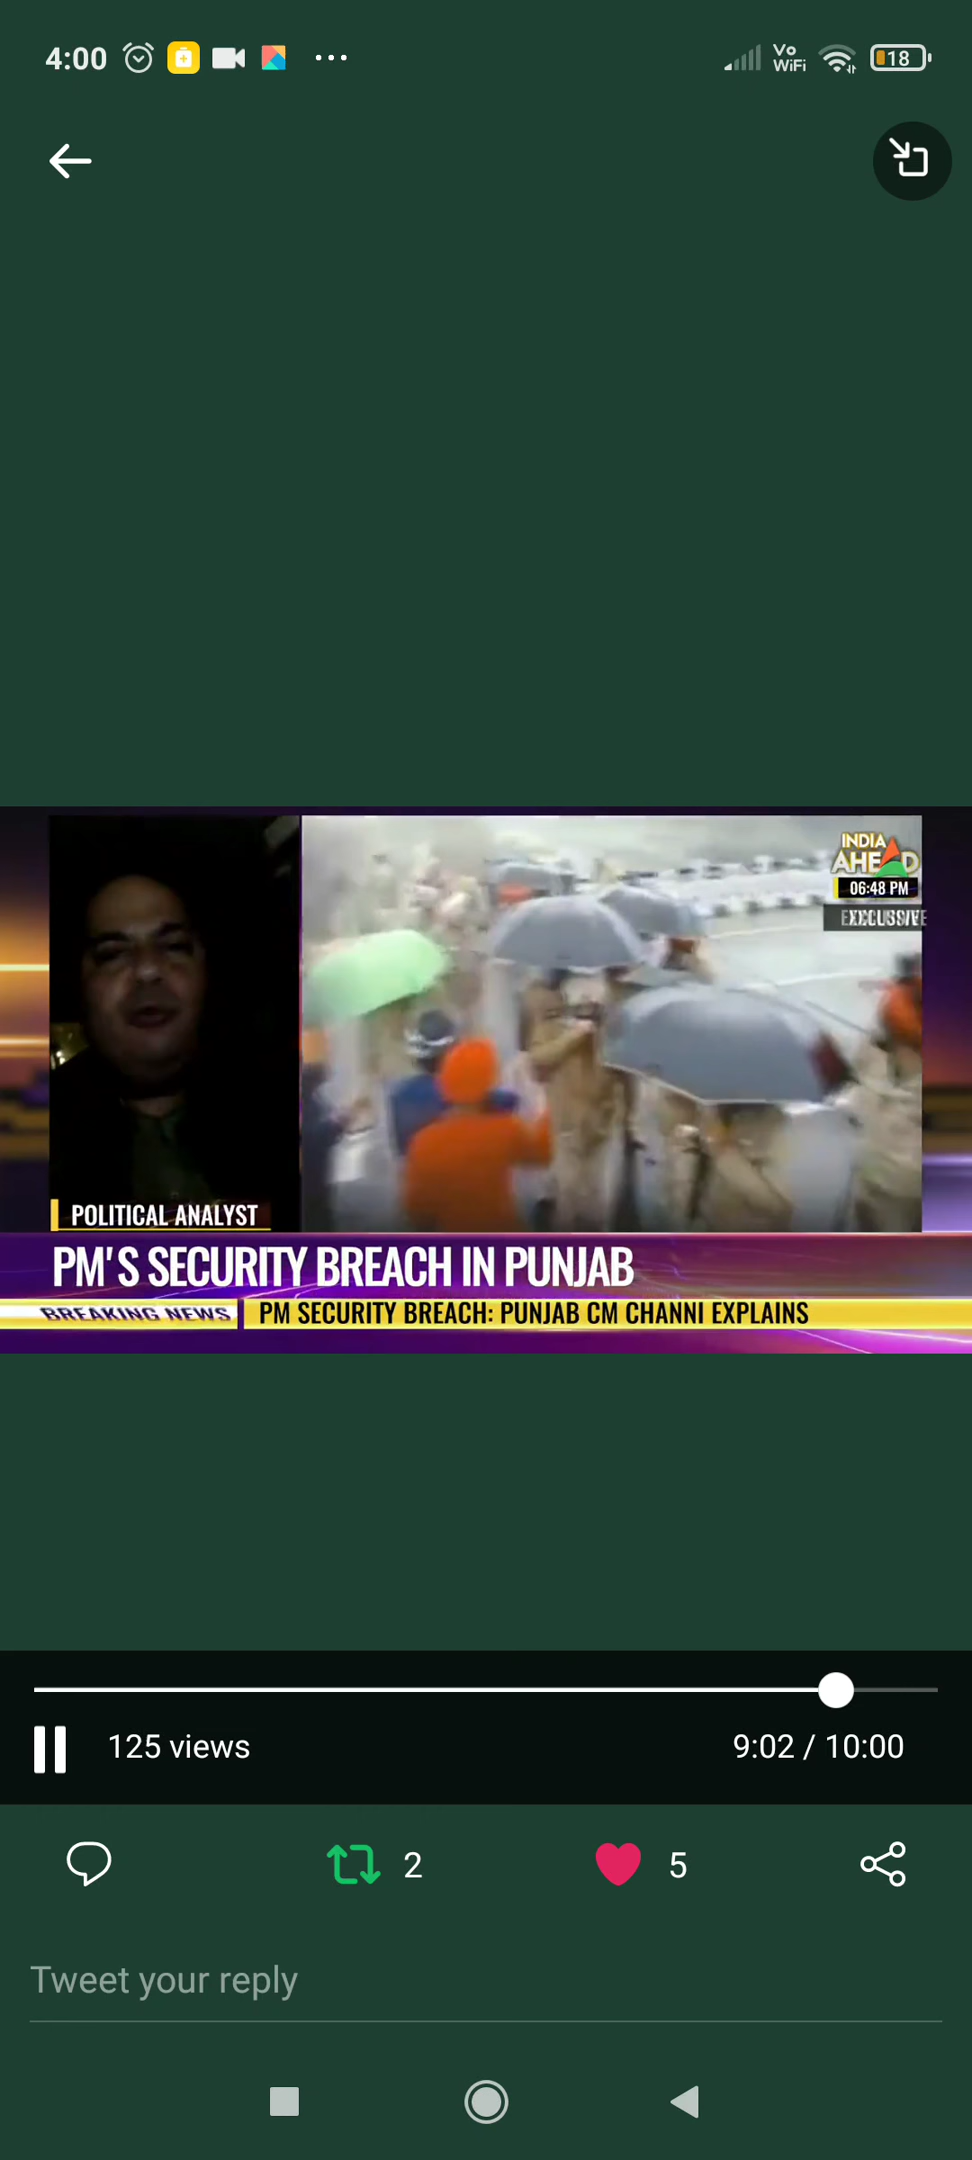 4:00
Vo
WiFi
18
INDIA
AHEAD
06:48 PM
EXCLUSIVE
POLITICAL ANALYST
PM'S SECURITY BREACH IN PUNJAB
BREAKING NEWS
PM SECURITY BREACH: PUNJAB CM CHANNI EXPLAINS
125 views
9:02 / 10:00
2
5
Tweet your reply